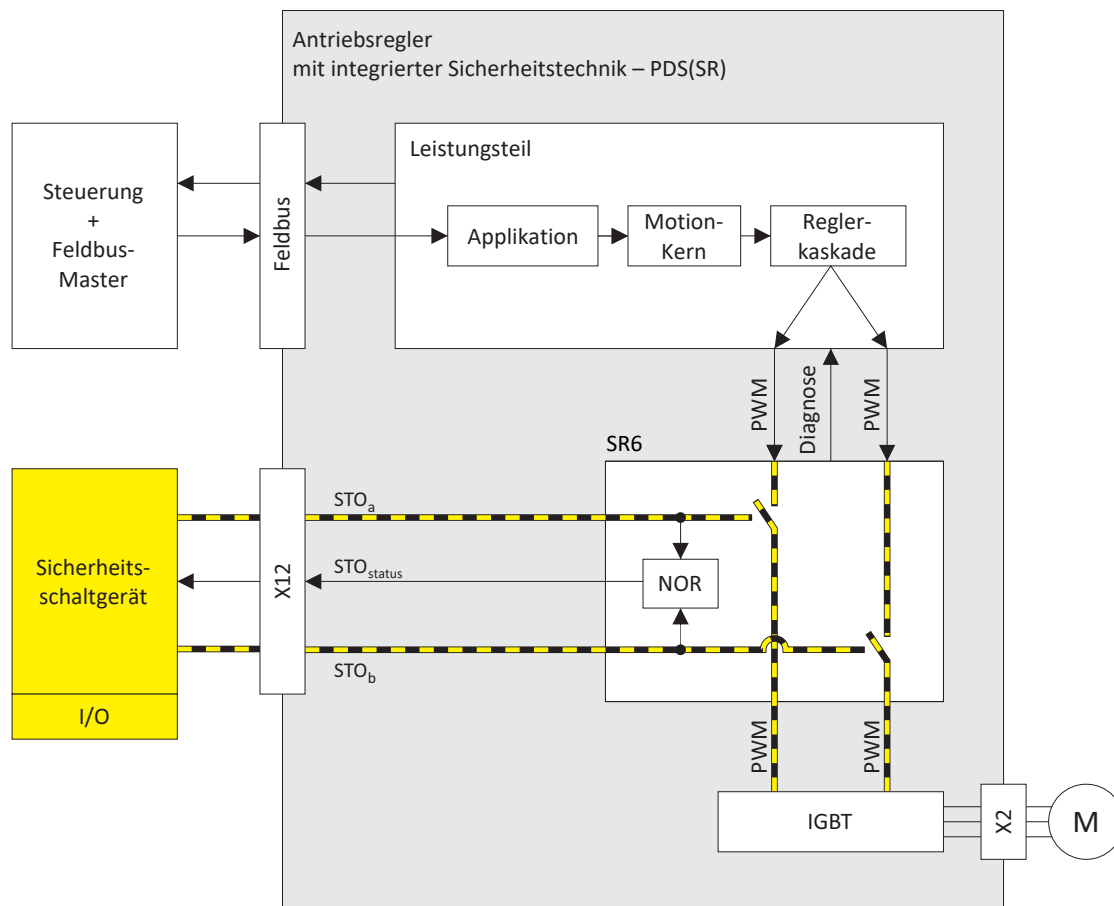 Antriebsregler
mit integrierter Sicherheitstechnik – PDS(SR)
Steuerung
+
Feldbus-
Master
Feldbus
Leistungsteil
Applikation
Motion-
Kern
Regler-
kaskade
PWM
Diagnose
PWM
SR6
Sicherheits-
schaltgerät
I/O
X12
STOa
STOstatus
STOb
NOR
PWM
PWM
IGBT
X2
M